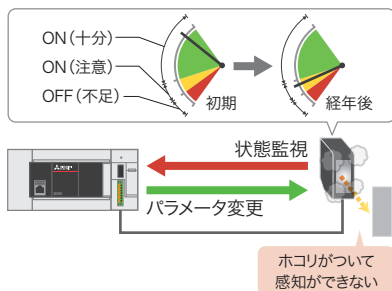 ON（十分）
ON（注意）
OFF（不足）
初期
経年後
状態監視
パラメータ変更
ホコリがついて
感知ができない